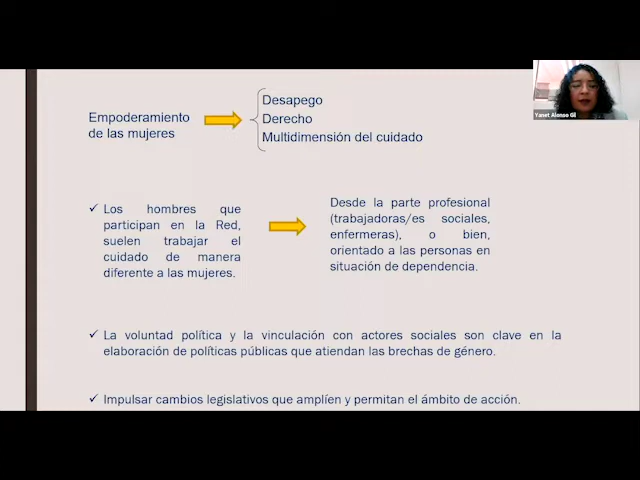 Empoderamiento
de las mujeres
Desapego
Derecho
Multidimensión del cuidado
✓ Los hombres que
participan en la Red,
suelen trabajar el
cuidado de manera
diferente a las mujeres.
Desde la parte profesional
(trabajadoras/es sociales,
enfermeras), o bien,
orientado a las personas en
situación de dependencia.
✓ La voluntad política y la vinculación con actores sociales son clave en la
elaboración de políticas públicas que atiendan las brechas de género.
✓ Impulsar cambios legislativos que amplíen y permitan el ámbito de acción.
Yanet Alonso Gil